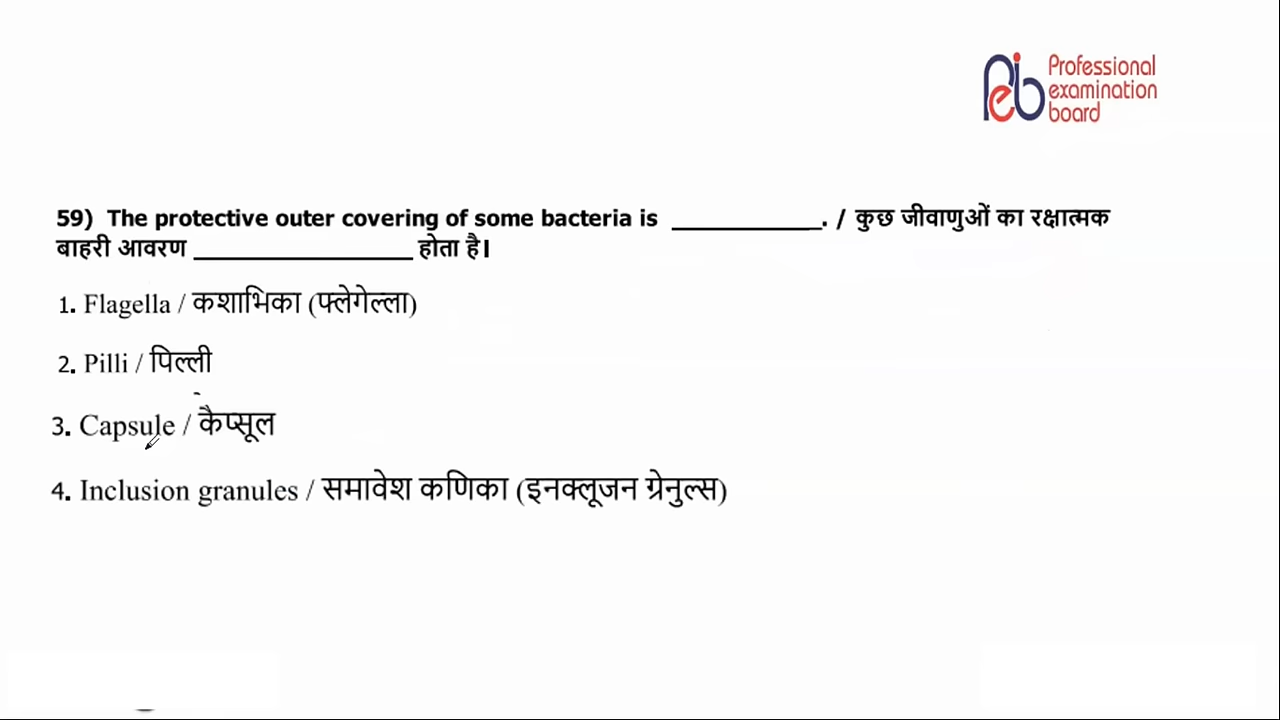 Professional
examination
board
59) The protective outer covering of some bacteria is ____________. / कुछ जीवाणुओं का रक्षात्मक
बाहरी आवरण __________________ होता है।
1. Flagella / कशाभिका (फ्लेगेल्ला)
2. Pilli / पिल्ली
3. Capsule / कैप्सूल
4. Inclusion granules / समावेश कणिका (इनक्लूजन ग्रेनुल्स)